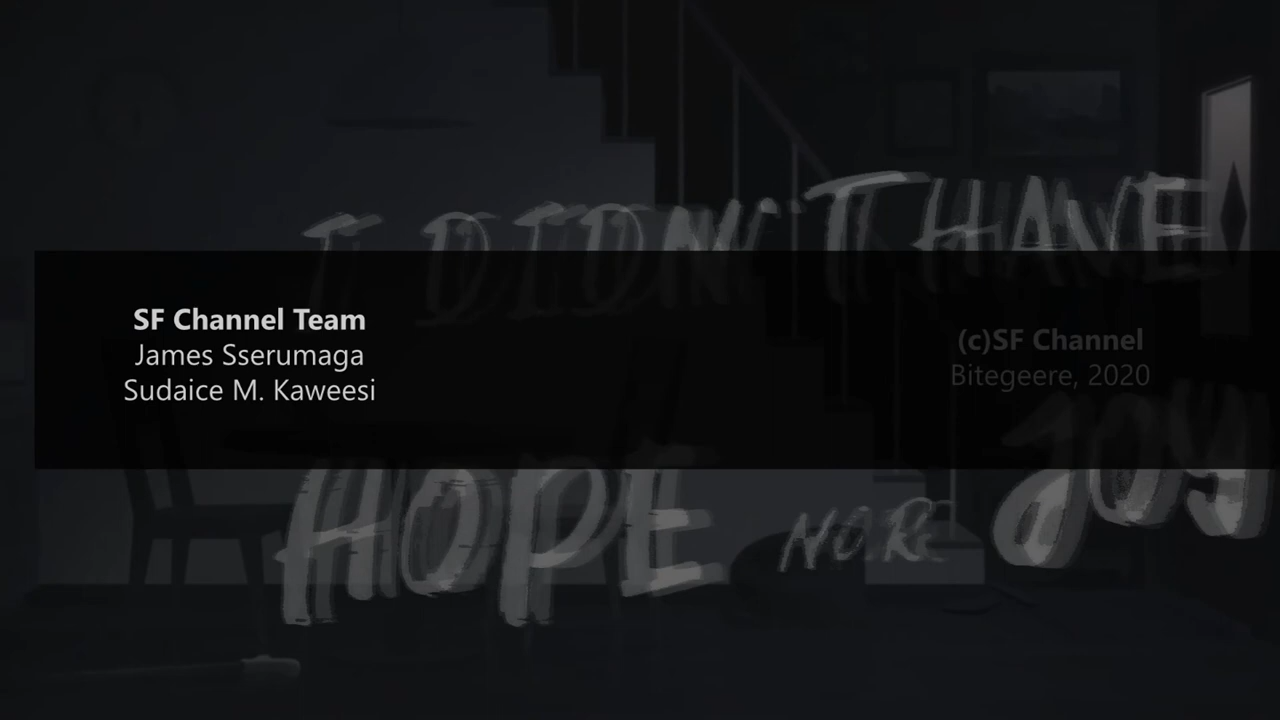 I DIDN'T HAVE
SF Channel Team
James Sserumaga
Sudaice M. Kaweesi
(c)SF Channel
Bitegeere, 2020
HOPE NOR JOY